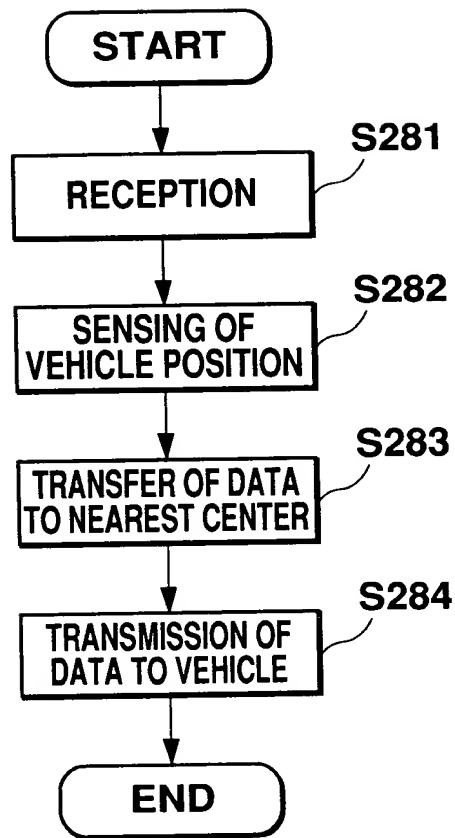 START
S281
RECEPTION
S282
SENSING OF
VEHICLE POSITION
S283
TRANSFER OF DATA
TO NEAREST CENTER
S284
TRANSMISSION OF
DATA TO VEHICLE
END